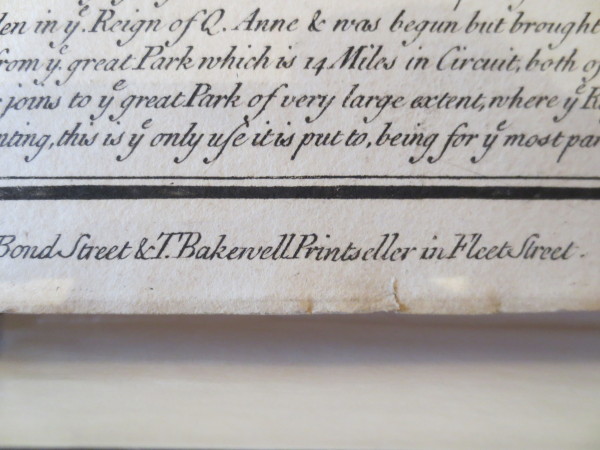 den in yͤ Reign of Q. Anne & was begun but brought
from yͤ great Park which is 14 Miles in Circuit, both of
joins to yͤ great Park of very large extent, where yͤ
nting, this is yͤ only use it is put to, being for yͤ most par
Bond Street & T. Bakewell Printseller in Fleet Street.